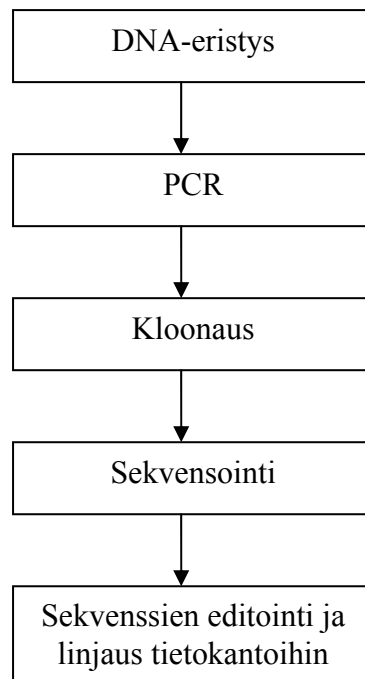 DNA-eristys
PCR
Kloonaus
Sekvensointi
Sekvenssien editointi ja
linjaus tietokantoihin